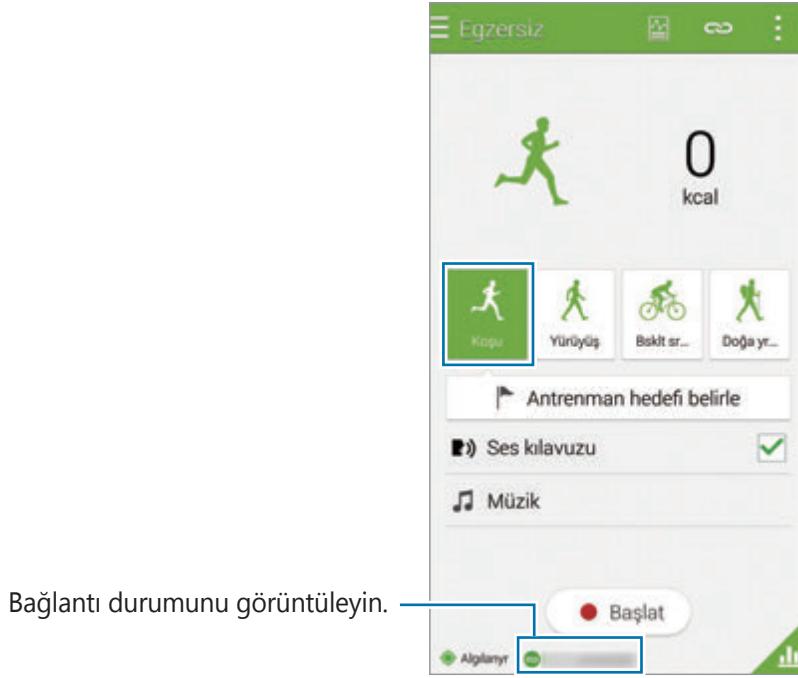 Egzersiz
0
kcal
Koşu
Yürüyüş
Bsklt sr...
Doğa yr...
Antrenman hedefi belirle
Ses kılavuzu
Müzik
Bağlantı durumunu görüntüleyin.
Başlat
Algılanyr